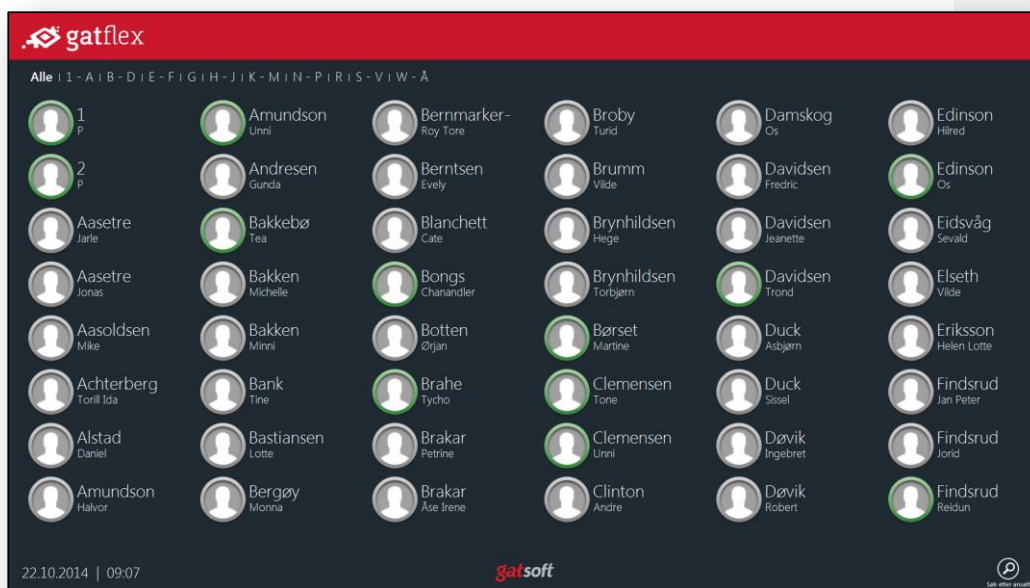 gatflex
Alle | 1 - A | B - D | E - F | G | H - J | K - M | N - P | R | S - V | W - Å
1
P
2
P
Aasetre
Jarle
Aasetre
Jonas
Aasoldsen
Mike
Achterberg
Torill Ida
Alstad
Daniel
Amundson
Halvor
Amundson
Unni
Andresen
Gunda
Bakkebø
Tea
Bakken
Michelle
Bakken
Minni
Bank
Tine
Bastiansen
Lotte
Bergøy
Monna
Bernmarker-
Roy Tore
Berntsen
Evely
Blanchett
Cate
Bongs
Chanandler
Botten
Ørjan
Brahe
Tycho
Brakar
Petrine
Brakar
Åse Irene
Broby
Turid
Brumm
Vilde
Brynhildsen
Hege
Brynhildsen
Torbjørn
Børset
Martine
Clemensen
Tone
Clemensen
Unni
Clinton
Andre
Damskog
Os
Davidsen
Fredric
Davidsen
Jeanette
Davidsen
Trond
Duck
Asbjørn
Duck
Sissel
Døvik
Ingebret
Døvik
Robert
Edinson
Hilred
Edinson
Os
Eidsvåg
Sevald
Elseth
Vilde
Eriksson
Helen Lotte
Findsrud
Jan Peter
Findsrud
Jorid
Findsrud
Reidun
22.10.2014 | 09:07
gatsoft
Søk etter ansatt